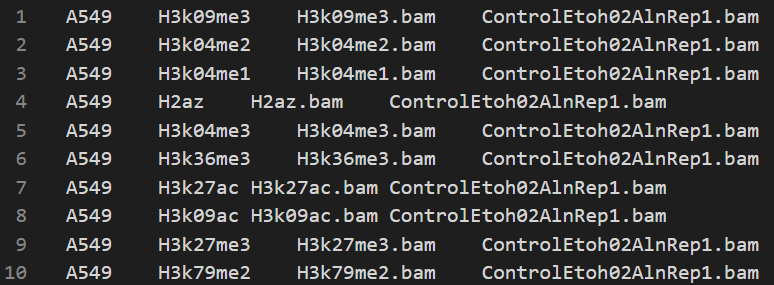 1 A549 H3k09me3 H3k09me3.bam ControlEtoh02AlnRep1.bam
2 A549 H3k04me2 H3k04me2.bam ControlEtoh02AlnRep1.bam
3 A549 H3k04me1 H3k04me1.bam ControlEtoh02AlnRep1.bam
4 A549 H2az H2az.bam ControlEtoh02AlnRep1.bam
5 A549 H3k04me3 H3k04me3.bam ControlEtoh02AlnRep1.bam
6 A549 H3k36me3 H3k36me3.bam ControlEtoh02AlnRep1.bam
7 A549 H3k27ac H3k27ac.bam ControlEtoh02AlnRep1.bam
8 A549 H3k09ac H3k09ac.bam ControlEtoh02AlnRep1.bam
9 A549 H3k27me3 H3k27me3.bam ControlEtoh02AlnRep1.bam
10 A549 H3k79me2 H3k79me2.bam ControlEtoh02AlnRep1.bam